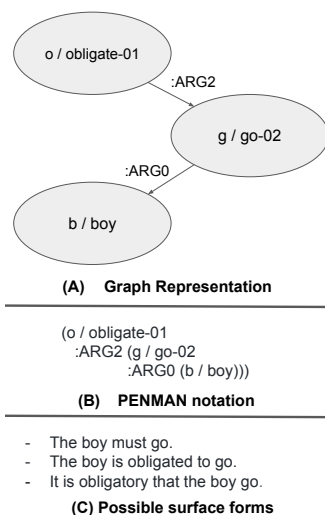 o / obligate-01
:ARG2
g / go-02
:ARG0
b / boy
(A) Graph Representation
(o / obligate-01
:ARG2 (g / go-02
:ARG0 (b / boy)))
(B) PENMAN notation
- The boy must go.
- The boy is obligated to go.
- It is obligatory that the boy go.
(C) Possible surface forms